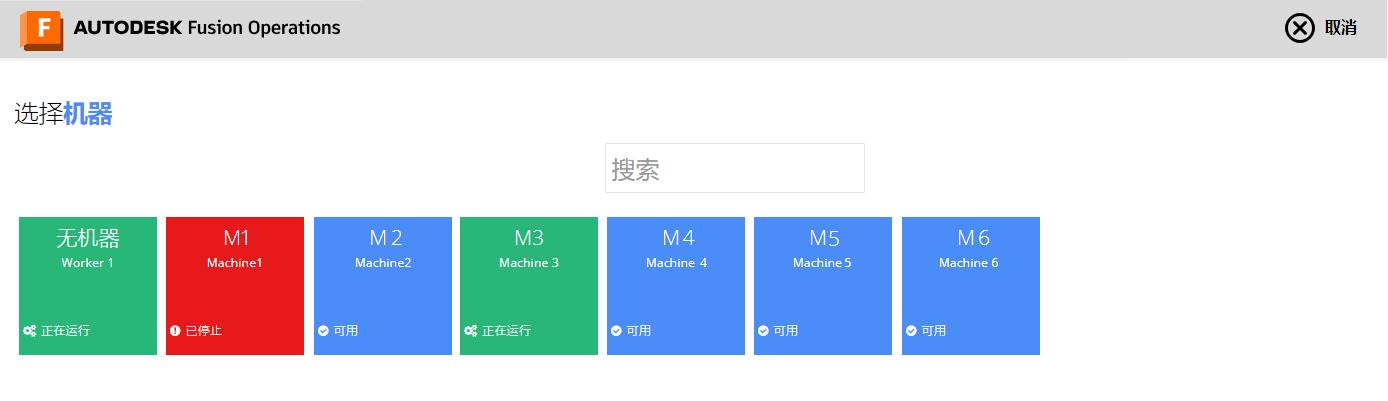 F AUTODESK Fusion Operations
取消
选择机器
搜索
无机器
Worker 1
正在运行
M1
Machine1
已停止
M 2
Machine2
可用
M3
Machine 3
正在运行
M 4
Machine 4
可用
M 5
Machine 5
可用
M 6
Machine 6
可用